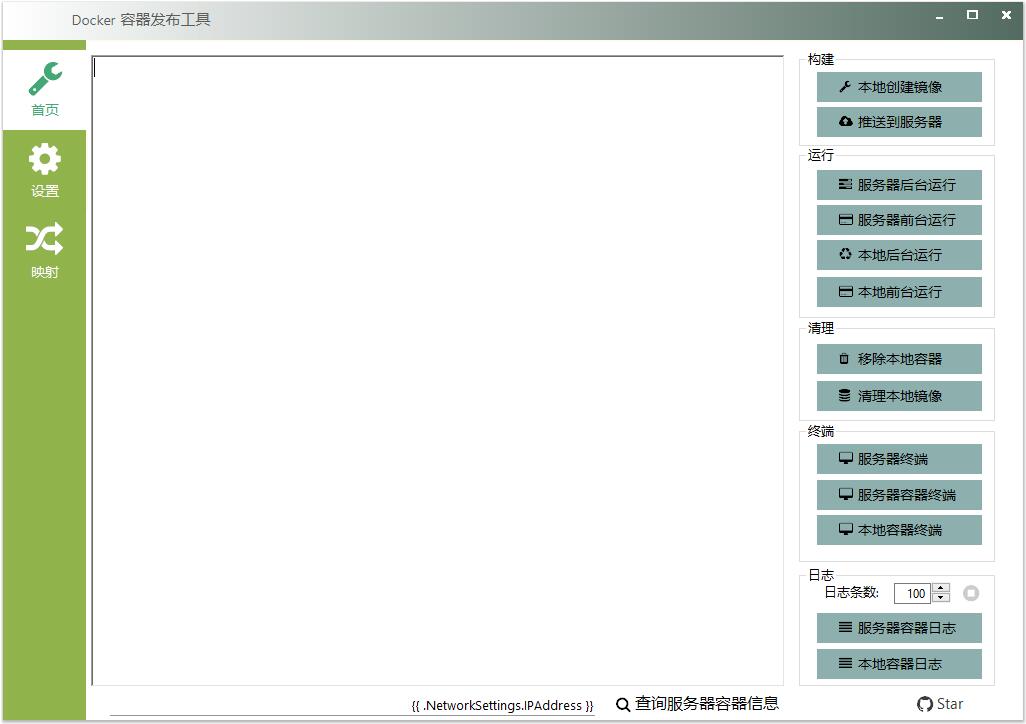 Docker 容器发布工具
首页
设置
映射
构建
本地创建镜像
推送到服务器
运行
服务器后台运行
服务器前台运行
本地后台运行
本地前台运行
清理
移除本地容器
清理本地镜像
终端
服务器终端
服务器容器终端
本地容器终端
日志
日志条数: 100
服务器容器日志
本地容器日志
{{ .NetworkSettings.IPAddress }} 查询服务器容器信息 Star